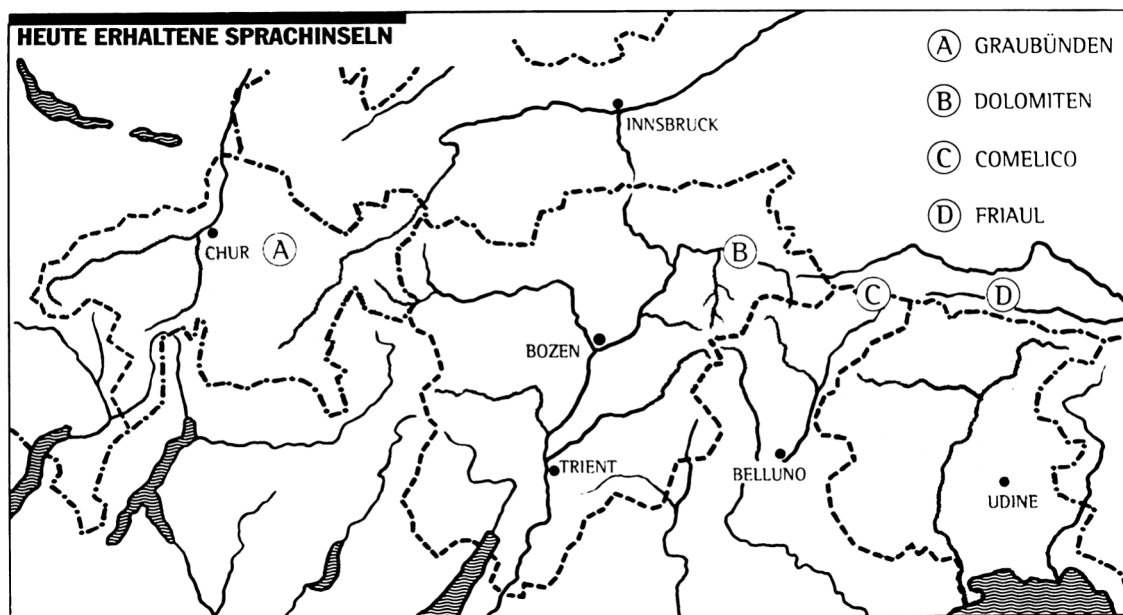 HEUTE ERHALTENE SPRACHINSELN
A GRAUBÜNDEN
B DOLOMITEN
C COMELICO
D FRIAUL
INNSBRUCK
CHUR
A
B
C
D
BOZEN
TRIENT
BELLUNO
UDINE